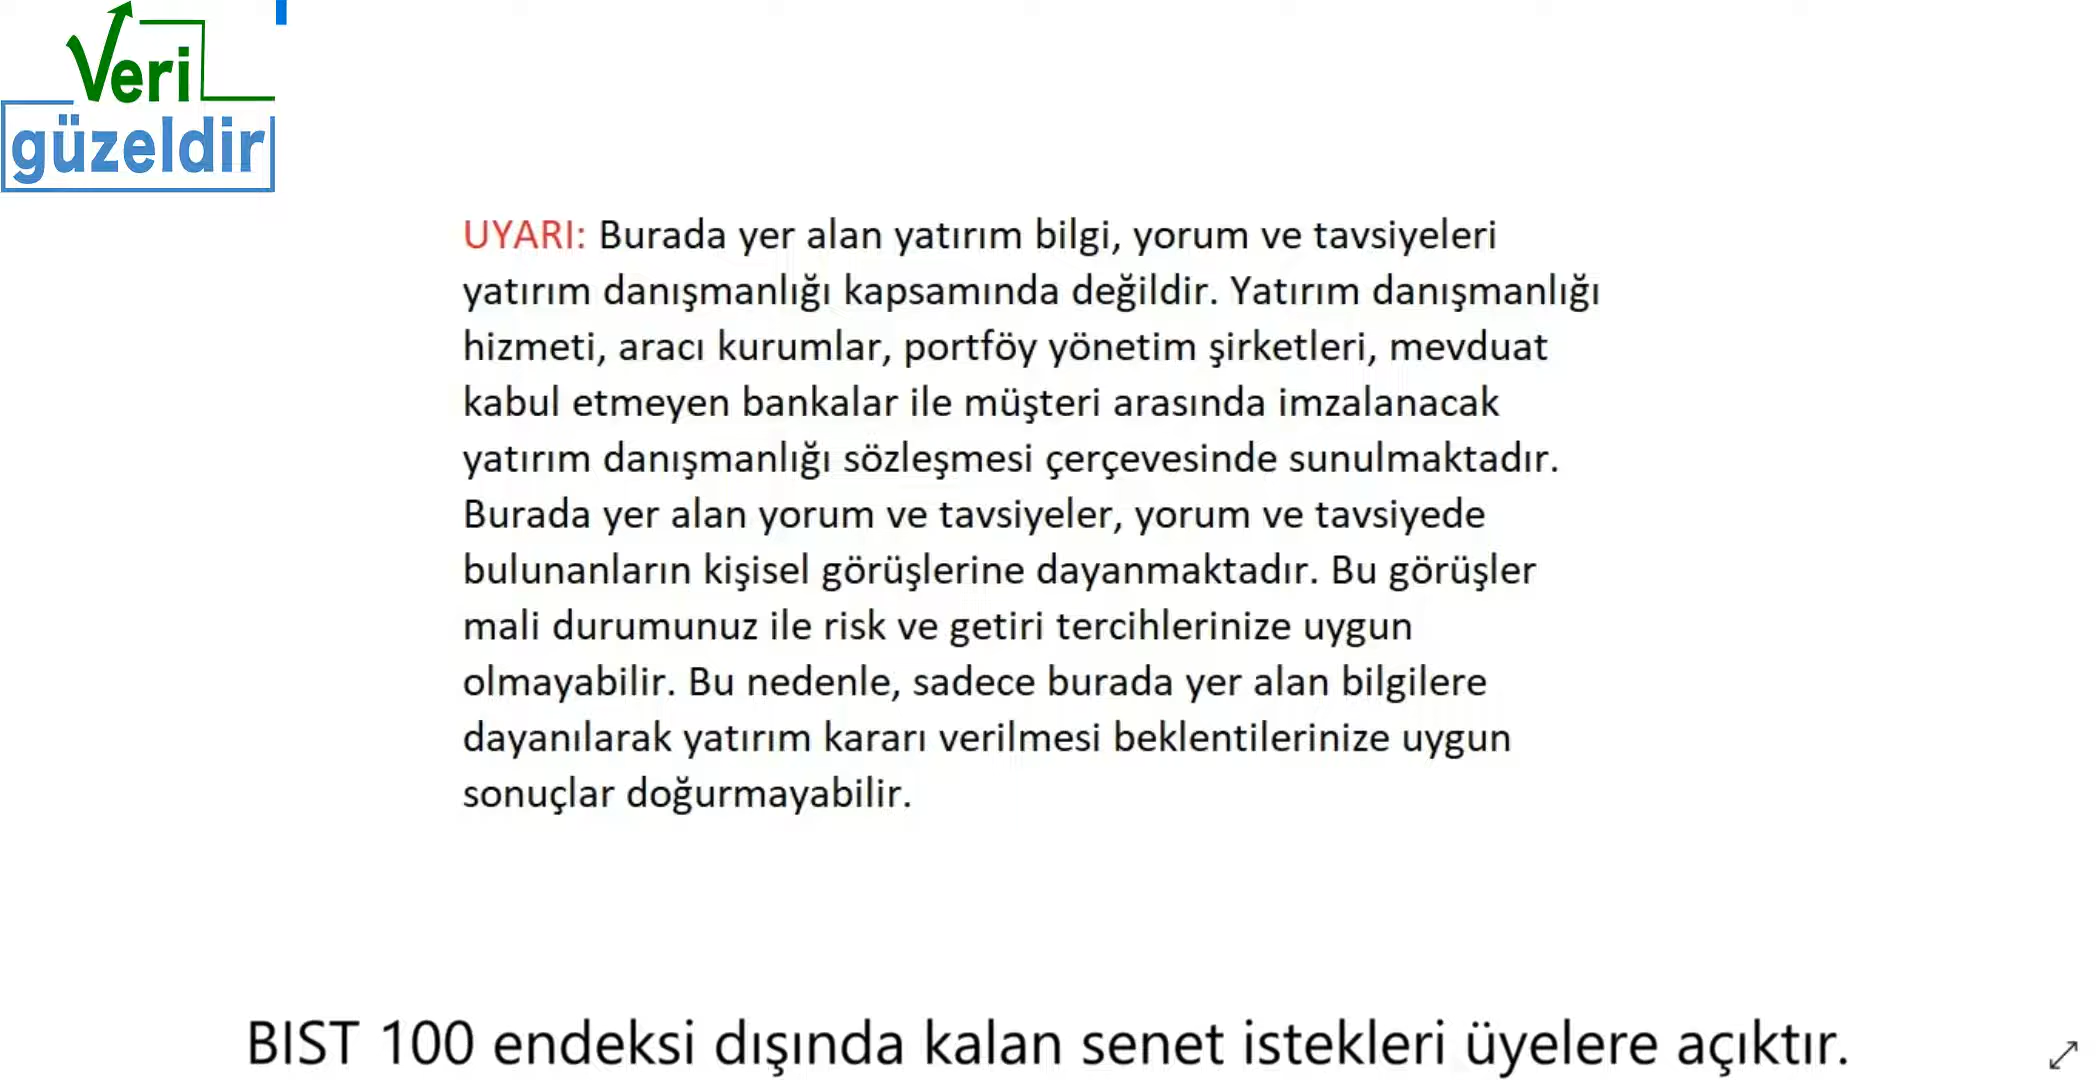 Veri
güzeldir
UYARI: Burada yer alan yatırım bilgi, yorum ve tavsiyeleri
yatırım danışmanlığı kapsamında değildir. Yatırım danışmanlığı
hizmeti, aracı kurumlar, portföy yönetim şirketleri, mevduat
kabul etmeyen bankalar ile müşteri arasında imzalanacak
yatırım danışmanlığı sözleşmesi çerçevesinde sunulmaktadır.
Burada yer alan yorum ve tavsiyeler, yorum ve tavsiyede
bulunanların kişisel görüşlerine dayanmaktadır. Bu görüşler
mali durumunuz ile risk ve getiri tercihlerinize uygun
olmayabilir. Bu nedenle, sadece burada yer alan bilgilere
dayanılarak yatırım kararı verilmesi beklentilerinize uygun
sonuçlar doğurmayabilir.
BIST 100 endeksi dışında kalan senet istekleri üyelere açıktır.